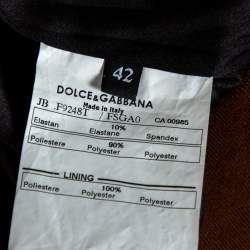 42
DOLCE&GABBANA
Made in Italy
JB .F9248T / FSGA0 CA 00985
Elastan 10% Elastane Spandex
Poliestere 90% Polyester Polyester
LINING
Poliestere 100% Polyester Polyester